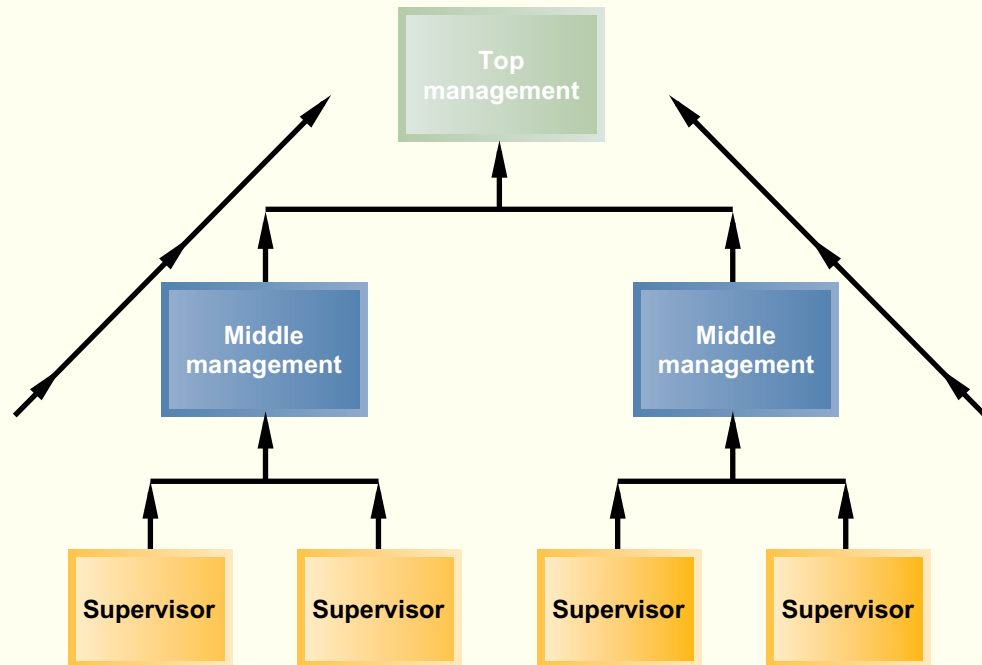 Top
management
Middle
management
Middle
management
Supervisor
Supervisor
Supervisor
Supervisor